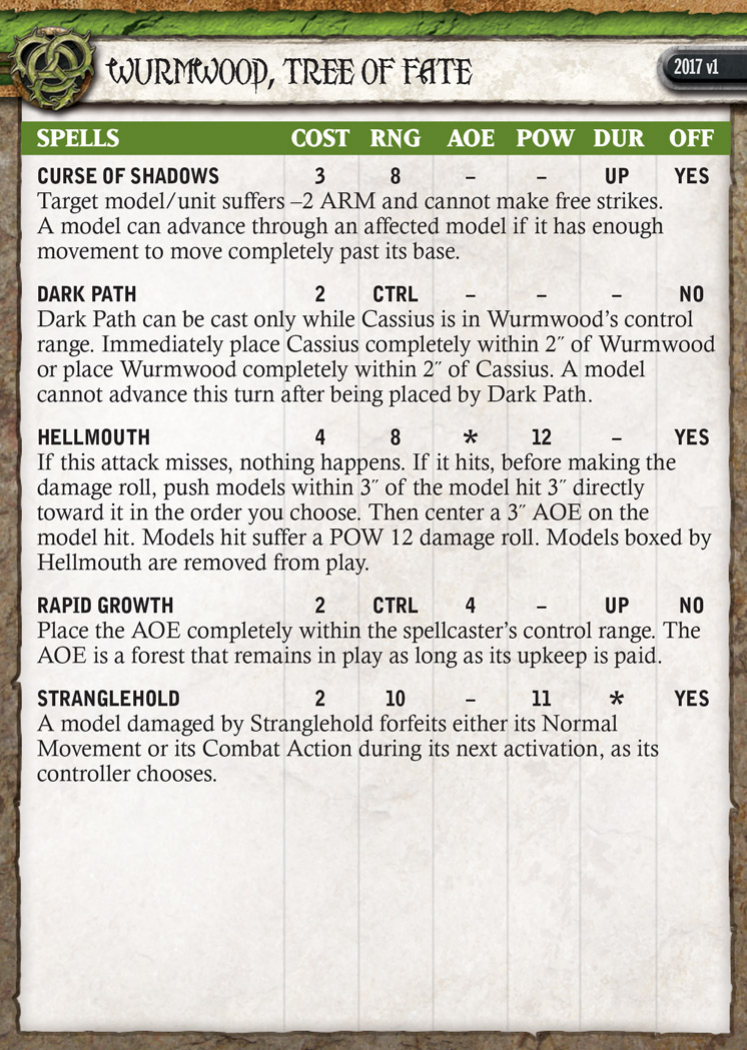 WURMWOOD, TREE OF FATE
2017 v1
SPELLS COST RNG AOE POW DUR OFF
CURSE OF SHADOWS 3 8 – – UP YES
Target model/unit suffers –2 ARM and cannot make free strikes.
A model can advance through an affected model if it has enough
movement to move completely past its base.
DARK PATH 2 CTRL – – – NO
Dark Path can be cast only while Cassius is in Wurmwood's control
range. Immediately place Cassius completely within 2˝ of Wurmwood
or place Wurmwood completely within 2˝ of Cassius. A model
cannot advance this turn after being placed by Dark Path.
HELLMOUTH 4 8 * 12 – YES
If this attack misses, nothing happens. If it hits, before making the
damage roll, push models within 3˝ of the model hit 3˝ directly
toward it in the order you choose. Then center a 3˝ AOE on the
model hit. Models hit suffer a POW 12 damage roll. Models boxed by
Hellmouth are removed from play.
RAPID GROWTH 2 CTRL 4 – UP NO
Place the AOE completely within the spellcaster's control range. The
AOE is a forest that remains in play as long as its upkeep is paid.
STRANGLEHOLD 2 10 – 11 * YES
A model damaged by Stranglehold forfeits either its Normal
Movement or its Combat Action during its next activation, as its
controller chooses.